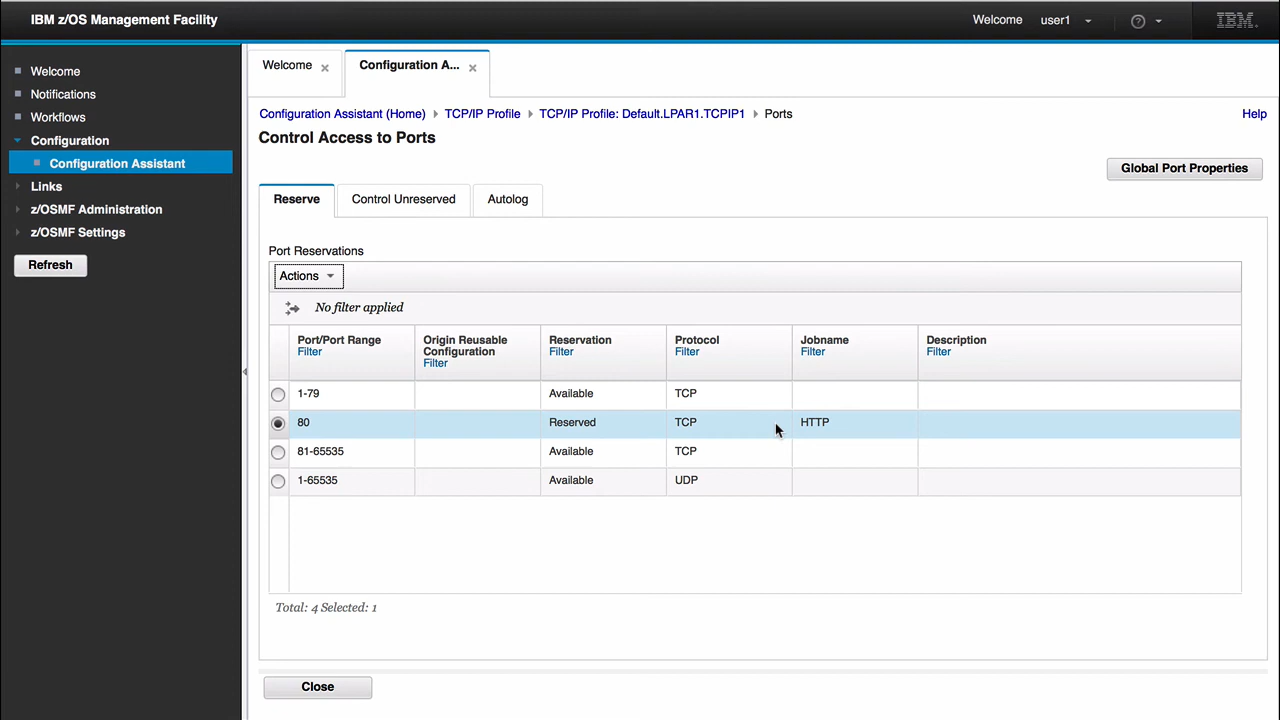 IBM z/OS Management Facility
Welcome user1
IBM.
Welcome
Notifications
Workflows
Configuration
Configuration Assistant
Links
z/OSMF Administration
z/OSMF Settings
Refresh
Welcome
Configuration A...
Configuration Assistant (Home) TCP/IP Profile TCP/IP Profile: Default.LPAR1.TCPIP1 Ports
Help
Control Access to Ports
Global Port Properties
Reserve Control Unreserved Autolog
Port Reservations
Actions
No filter applied
Port/Port Range Origin Reusable Configuration Reservation Protocol Jobname Description
Filter Filter Filter Filter Filter Filter
1-79 Available TCP
80 Reserved TCP HTTP
81-65535 Available TCP
1-65535 Available UDP
Total: 4 Selected: 1
Close